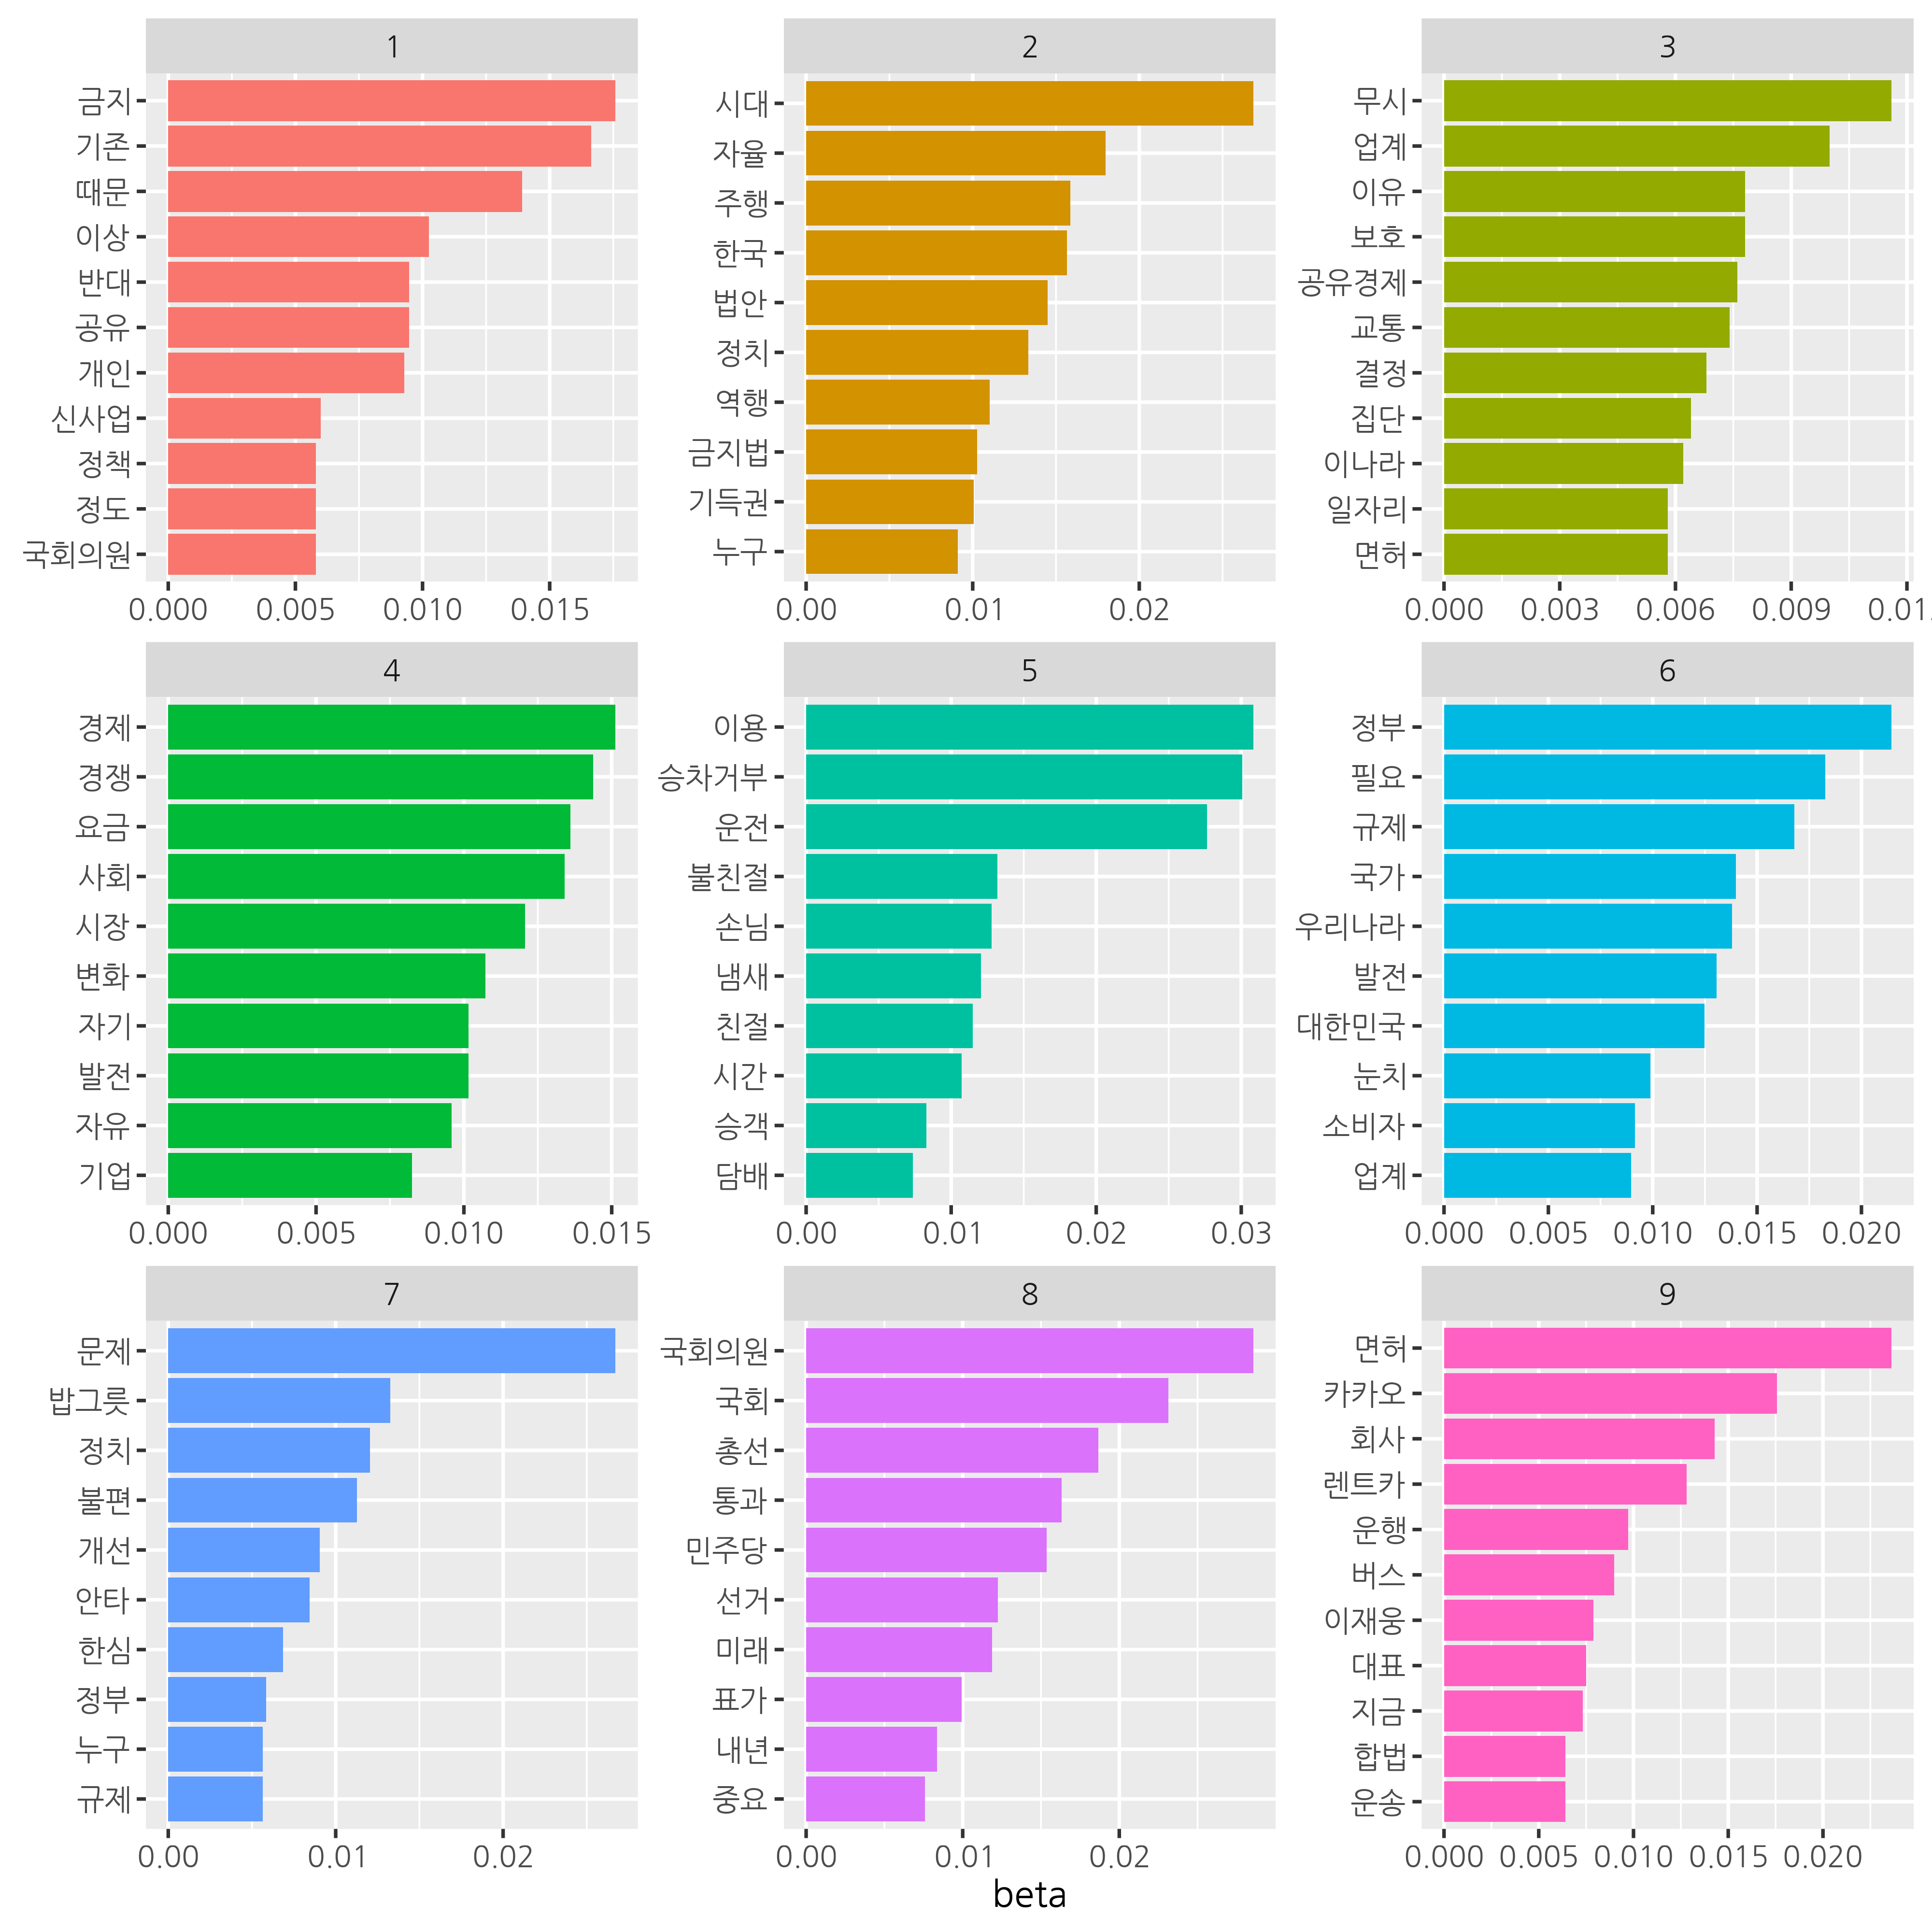 1
금지
기존
때문
이상
반대
공유
개인
신사업
정책
정도
국회의원
0.000 0.005 0.010 0.015
2
시대
자율
주행
한국
법안
정치
역행
금지법
기득권
누구
0.00 0.01 0.02
3
무시
업계
이유
보호
공유경제
교통
결정
집단
이나라
일자리
면허
0.000 0.003 0.006 0.009 0.01
4
경제
경쟁
요금
사회
시장
변화
자기
발전
자유
기업
0.000 0.005 0.010 0.015
5
이용
승차거부
운전
불친절
손님
냄새
친절
시간
승객
담배
0.00 0.01 0.02 0.03
6
정부
필요
규제
국가
우리나라
발전
대한민국
눈치
소비자
업계
0.000 0.005 0.010 0.015 0.020
7
문제
밥그릇
정치
불편
개선
안타
한심
정부
누구
규제
0.00 0.01 0.02
8
국회의원
국회
총선
통과
민주당
선거
미래
표가
내년
중요
0.00 0.01 0.02
9
면허
카카오
회사
렌트카
운행
버스
이재웅
대표
지금
합법
운송
0.000 0.005 0.010 0.015 0.020
beta